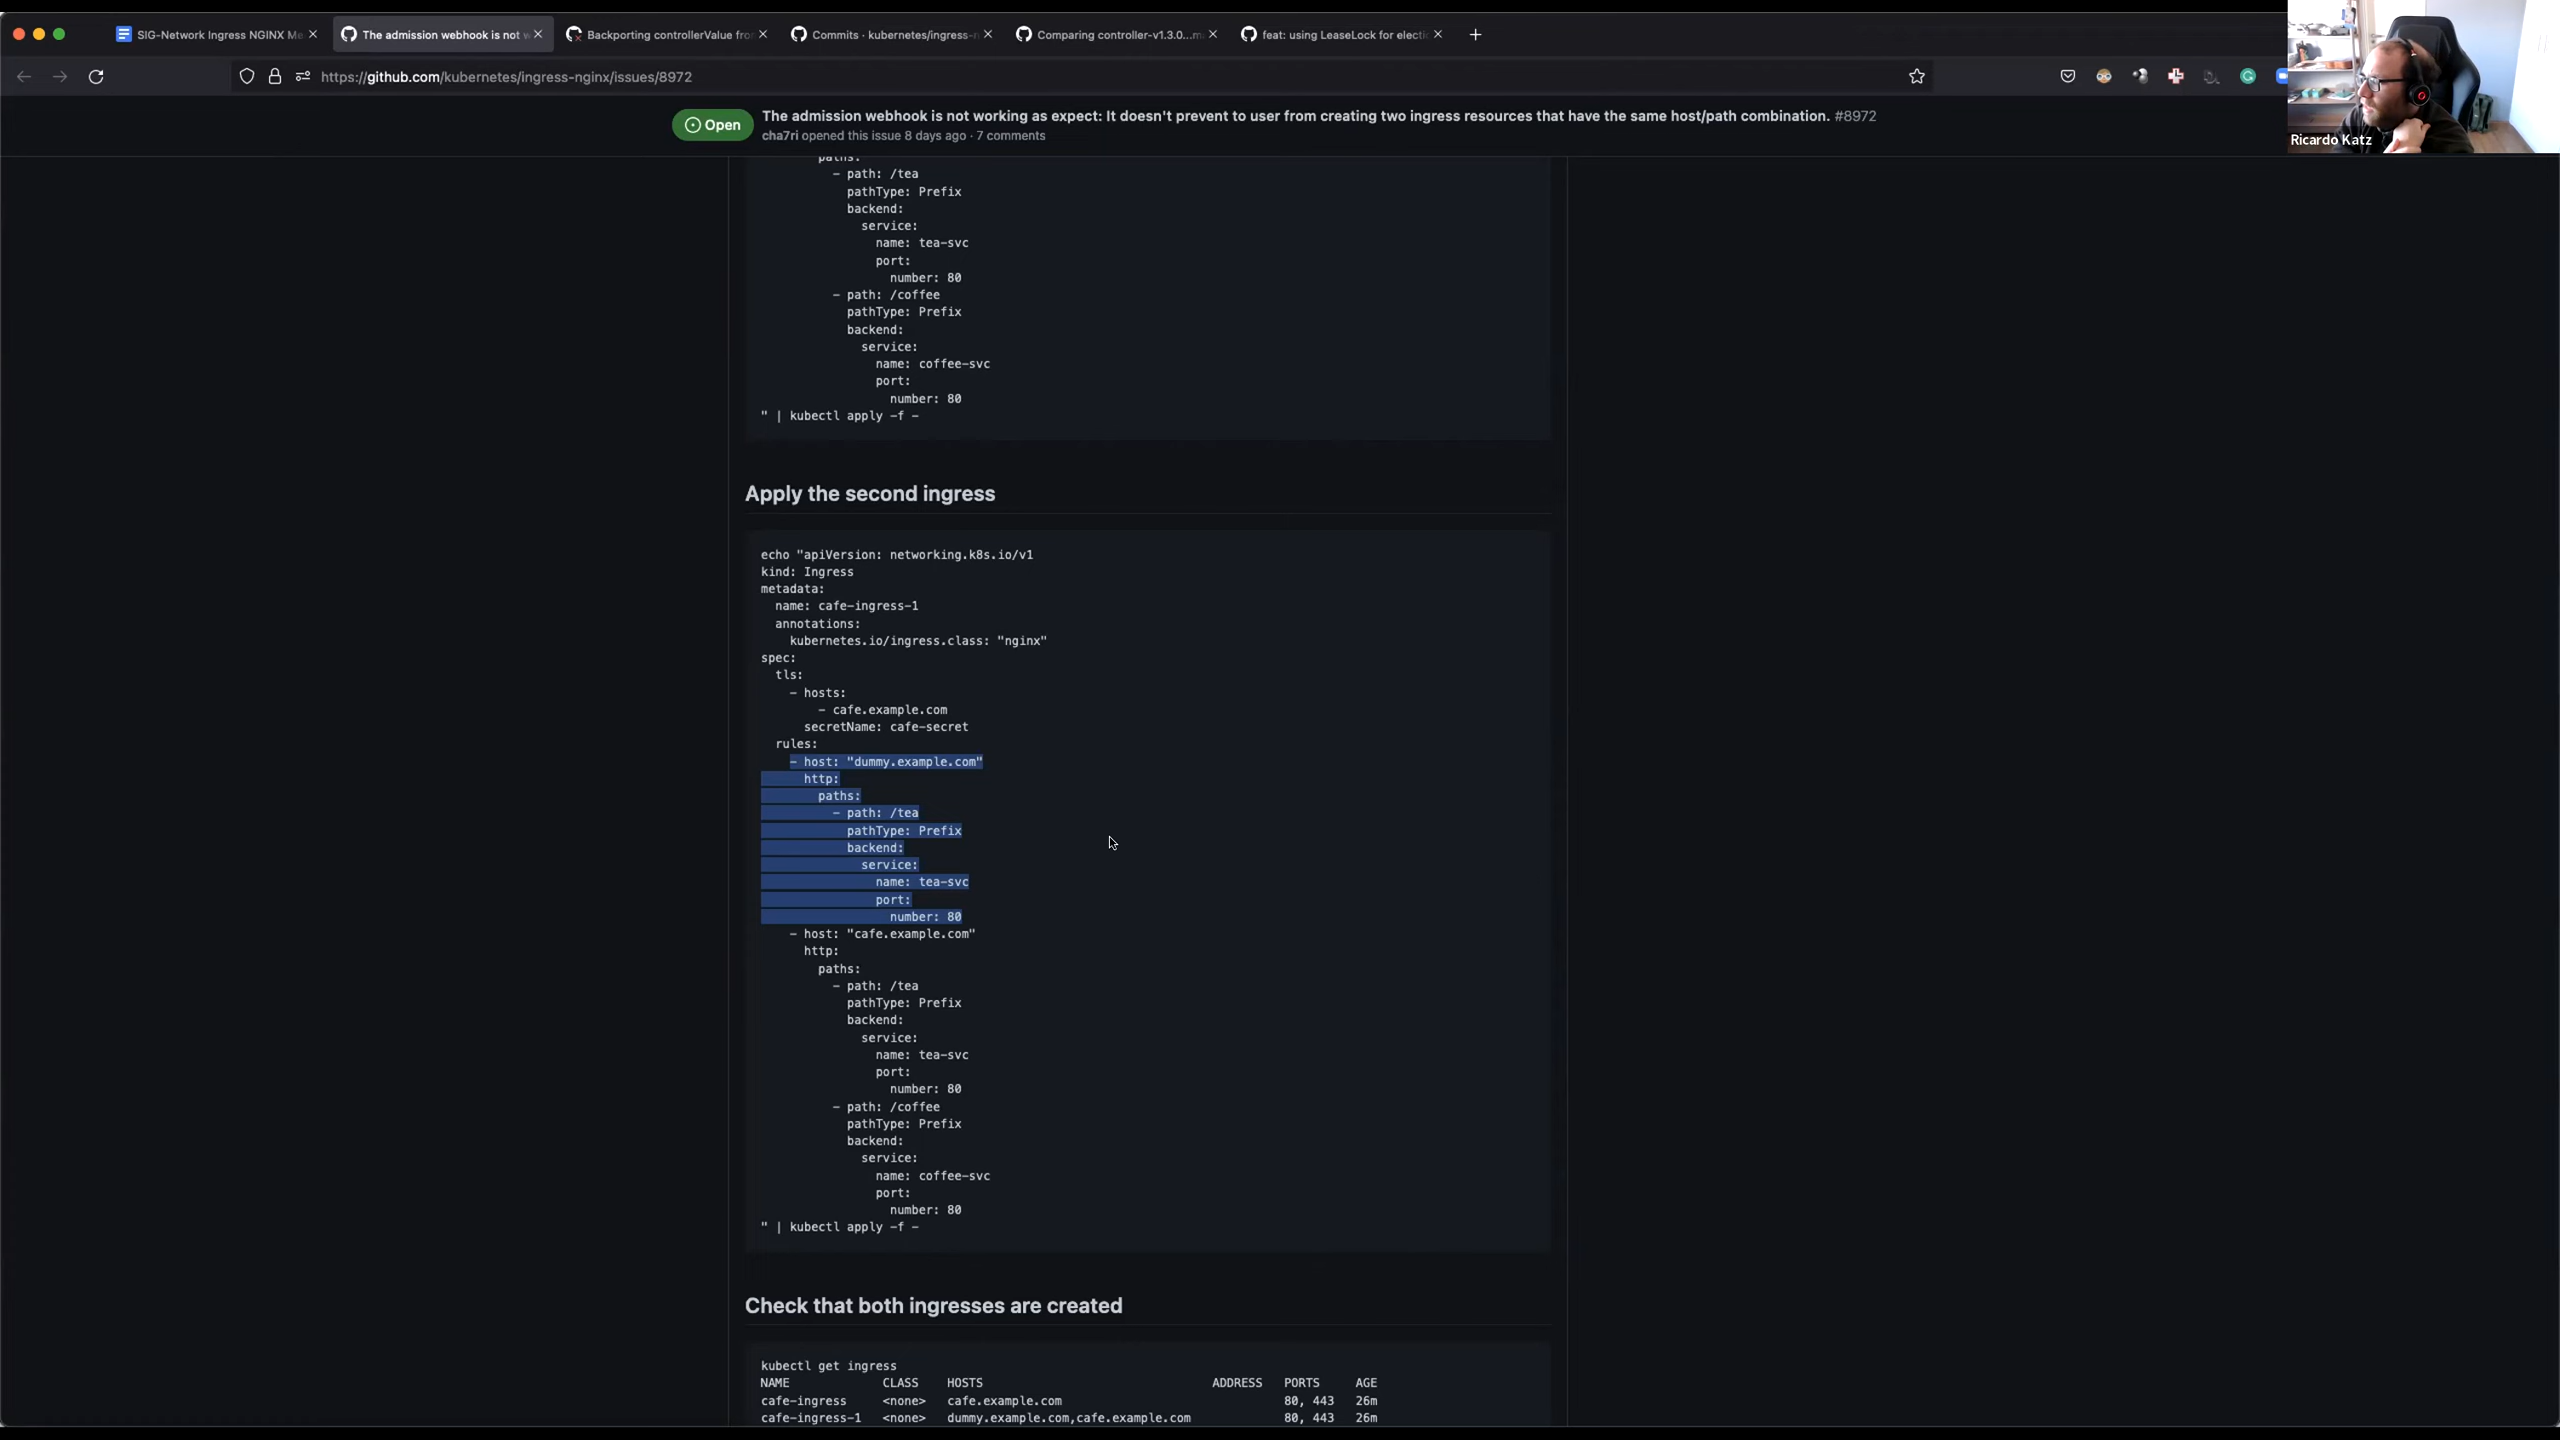 SIG-Network Ingress NGINX Me
The admission webhook is not w
Backporting controllerValue fro
Commits · kubernetes/ingress-n
Comparing controller-v1.3.0...m
feat: using LeaseLock for electi
https://github.com/kubernetes/ingress-nginx/issues/8972
Open
The admission webhook is not working as expect: It doesn't prevent to user from creating two ingress resources that have the same host/path combination. #8972
cha7ri opened this issue 8 days ago · 7 comments
Ricardo Katz
paths:
- path: /tea
pathType: Prefix
backend:
service:
name: tea-svc
port:
number: 80
- path: /coffee
pathType: Prefix
backend:
service:
name: coffee-svc
port:
number: 80
" | kubectl apply -f -
Apply the second ingress
echo "apiVersion: networking.k8s.io/v1
kind: Ingress
metadata:
name: cafe-ingress-1
annotations:
kubernetes.io/ingress.class: "nginx"
spec:
tls:
- hosts:
- cafe.example.com
secretName: cafe-secret
rules:
- host: "dummy.example.com"
http:
paths:
- path: /tea
pathType: Prefix
backend:
service:
name: tea-svc
port:
number: 80
- host: "cafe.example.com"
http:
paths:
- path: /tea
pathType: Prefix
backend:
service:
name: tea-svc
port:
number: 80
- path: /coffee
pathType: Prefix
backend:
service:
name: coffee-svc
port:
number: 80
" | kubectl apply -f -
Check that both ingresses are created
kubectl get ingress
NAME CLASS HOSTS ADDRESS PORTS AGE
cafe-ingress <none> cafe.example.com 80, 443 26m
cafe-ingress-1 <none> dummy.example.com,cafe.example.com 80, 443 26m